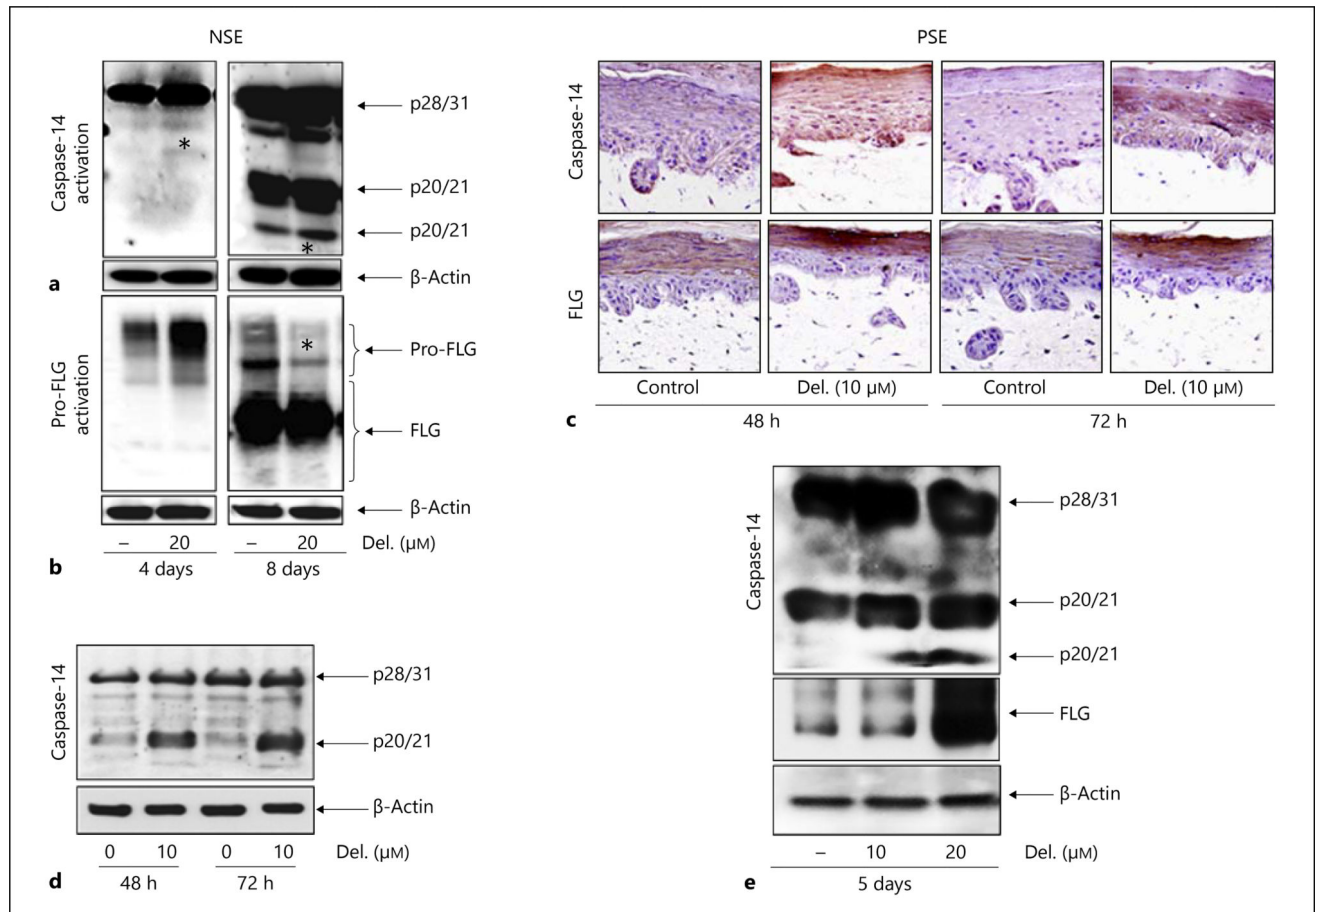 NSE
Caspase-14
activation
*
*
p28/31
p20/21
p20/21
β-Actin
a
Pro-FLG
activation
*
Pro-FLG
FLG
β-Actin
– 20 – 20 Del. (µM)
4 days 8 days
b
PSE
Caspase-14
FLG
Control Del. (10 µM) Control Del. (10 µM)
48 h 72 h
c
Caspase-14
p28/31
p20/21
β-Actin
0 10 0 10 Del. (µM)
48 h 72 h
d
Caspase-14
p28/31
p20/21
p20/21
FLG
β-Actin
– 10 20 Del. (µM)
5 days
e